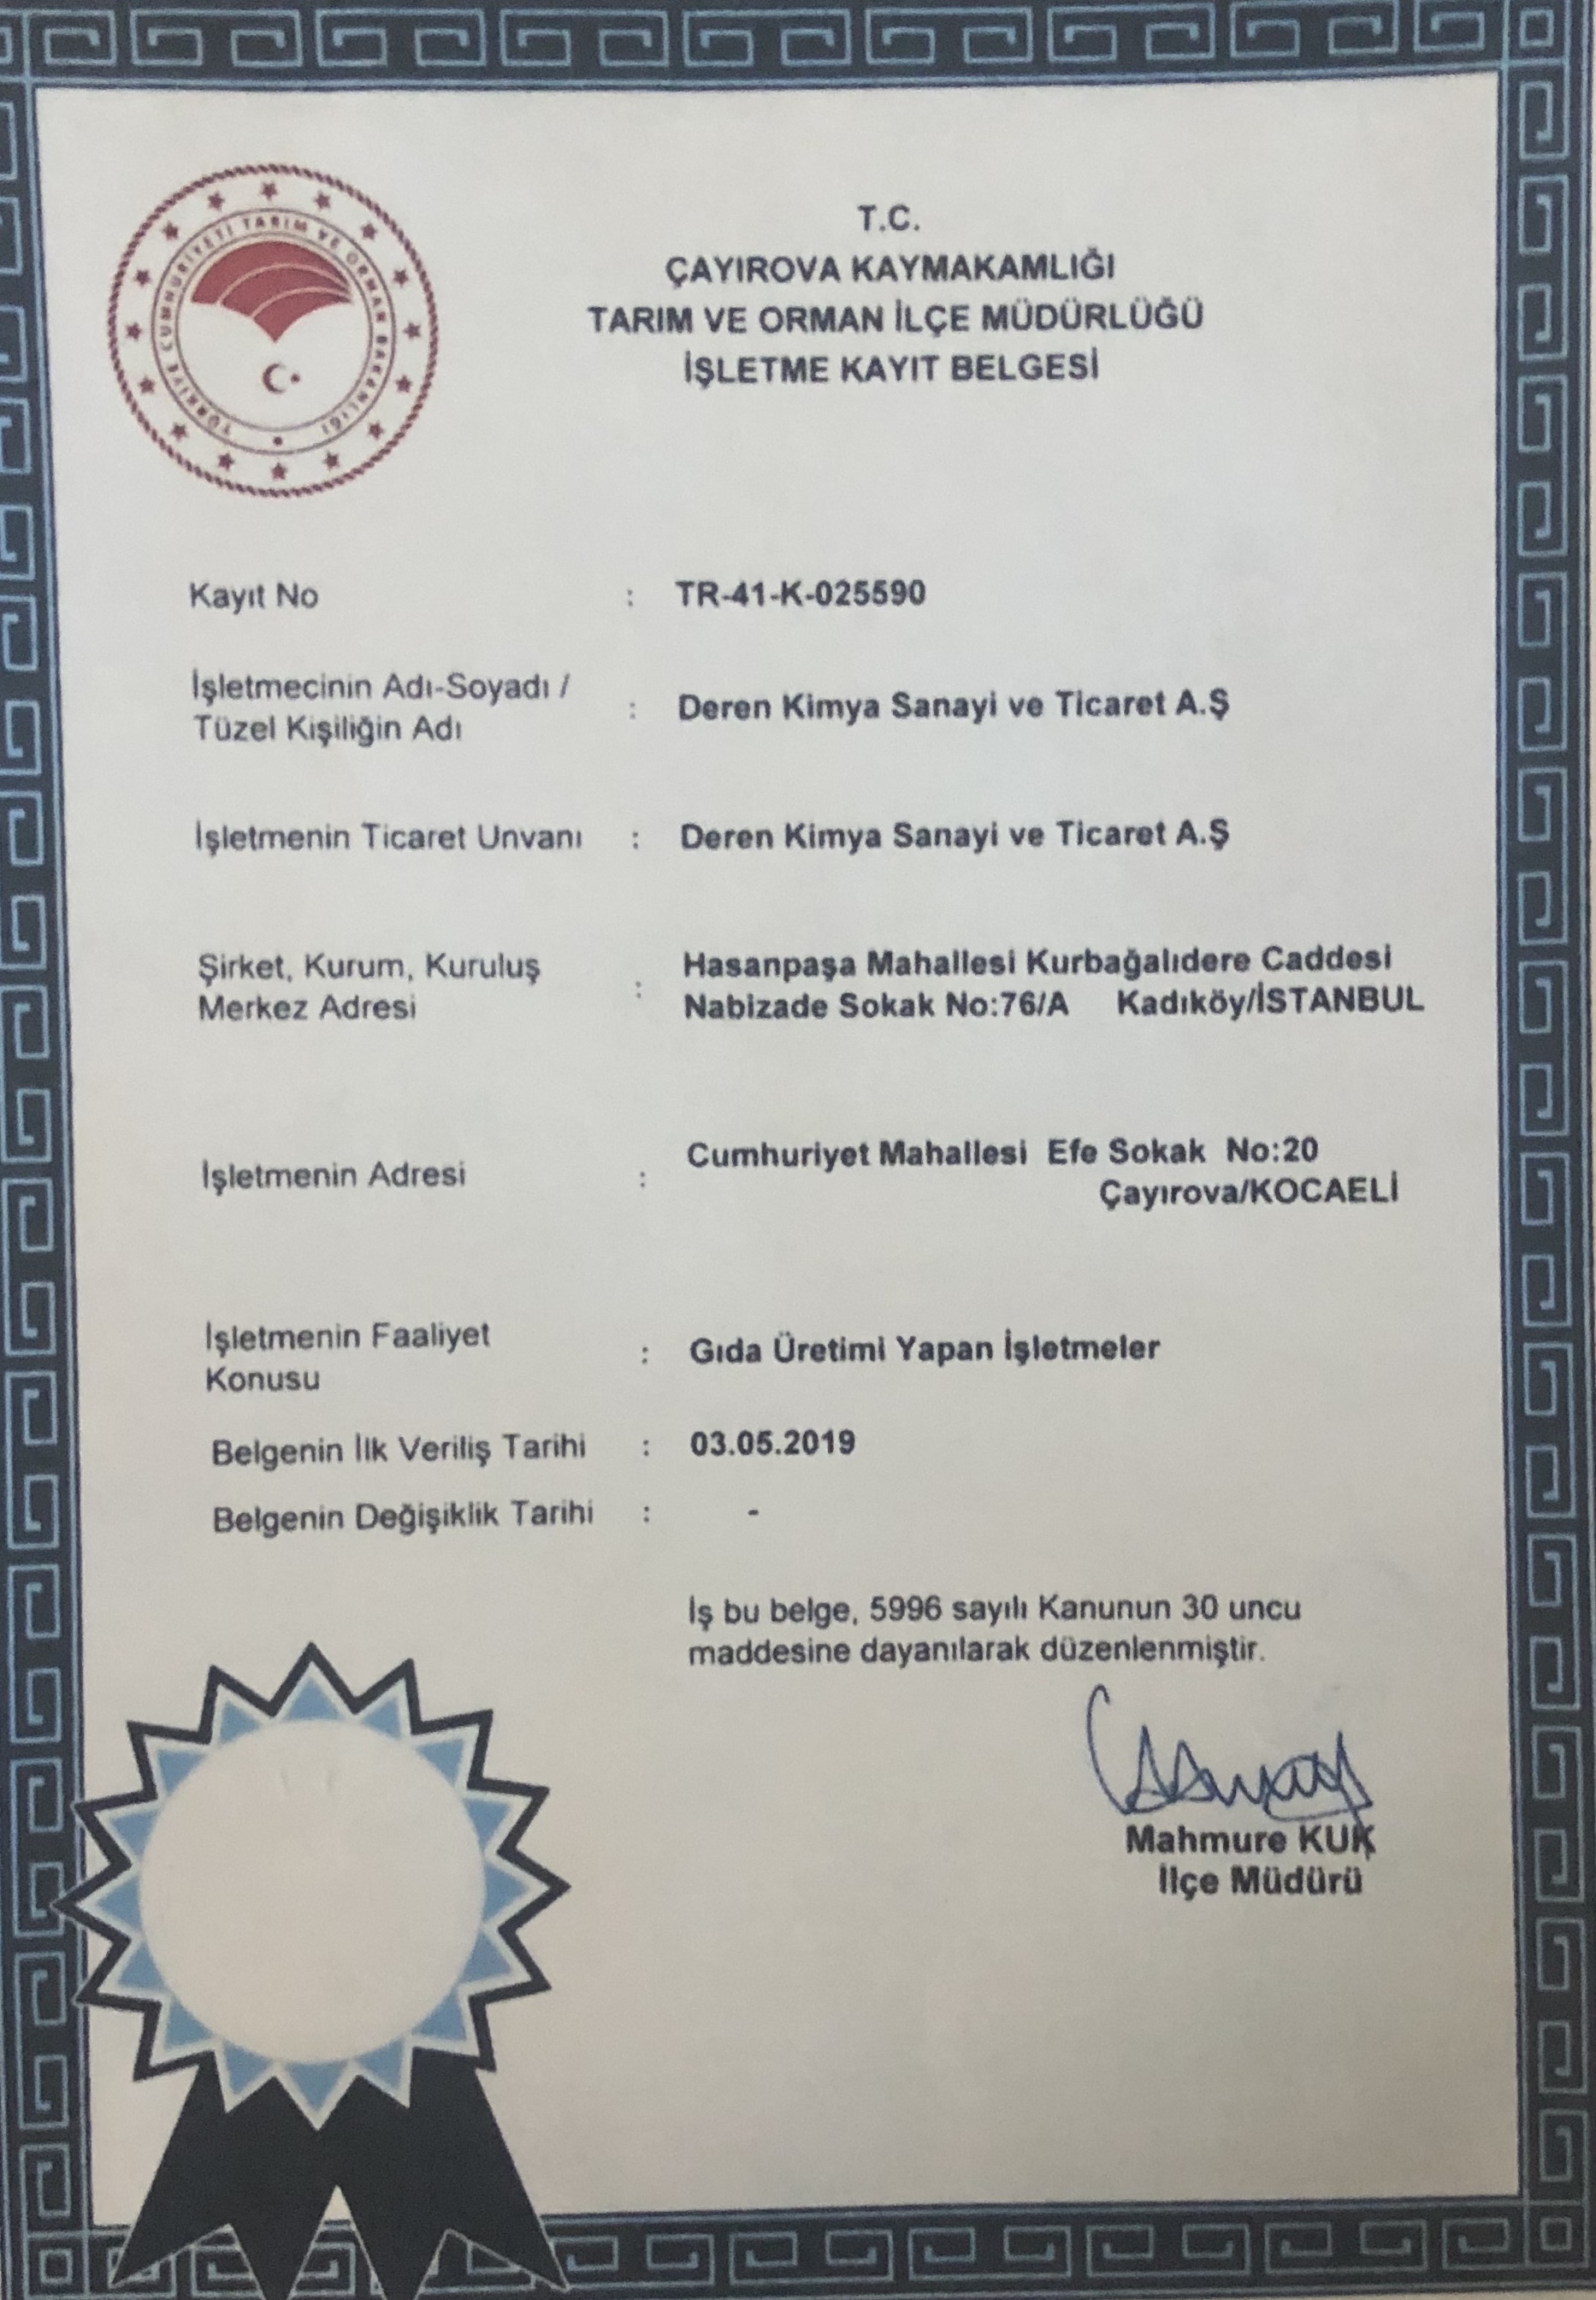 TÜRKİYE CUMHURİYETİ TARIM VE ORMAN BAKANLIĞI
T.C.
ÇAYIROVA KAYMAKAMLIĞI
TARIM VE ORMAN İLÇE MÜDÜRLÜĞÜ
İŞLETME KAYIT BELGESİ
Kayıt No : TR-41-K-025590
İşletmecinin Adı-Soyadı /
Tüzel Kişiliğin Adı : Deren Kimya Sanayi ve Ticaret A.Ş
İşletmenin Ticaret Unvanı : Deren Kimya Sanayi ve Ticaret A.Ş
Şirket, Kurum, Kuruluş
Merkez Adresi :
Hasanpaşa Mahallesi Kurbağalıdere Caddesi
Nabizade Sokak No:76/A Kadıköy/İSTANBUL
İşletmenin Adresi :
Cumhuriyet Mahallesi Efe Sokak No:20
Çayırova/KOCAELİ
İşletmenin Faaliyet
Konusu : Gıda Üretimi Yapan İşletmeler
Belgenin İlk Veriliş Tarihi : 03.05.2019
Belgenin Değişiklik Tarihi : -
İş bu belge, 5996 sayılı Kanunun 30 uncu
maddesine dayanılarak düzenlenmiştir.
Mahmure KUK
İlçe Müdürü